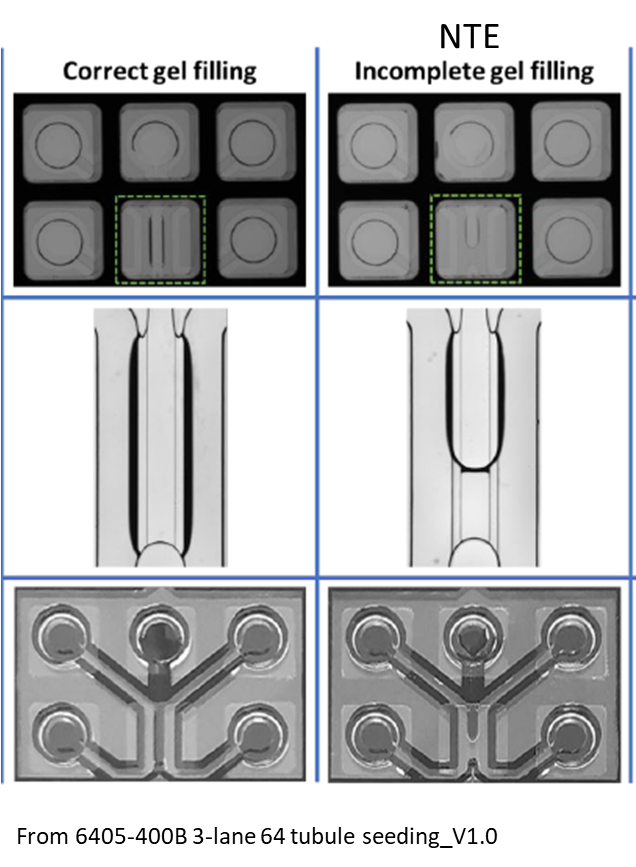 NTE
Correct gel filling
Incomplete gel filling
From 6405-400B 3-lane 64 tubule seeding_V1.0